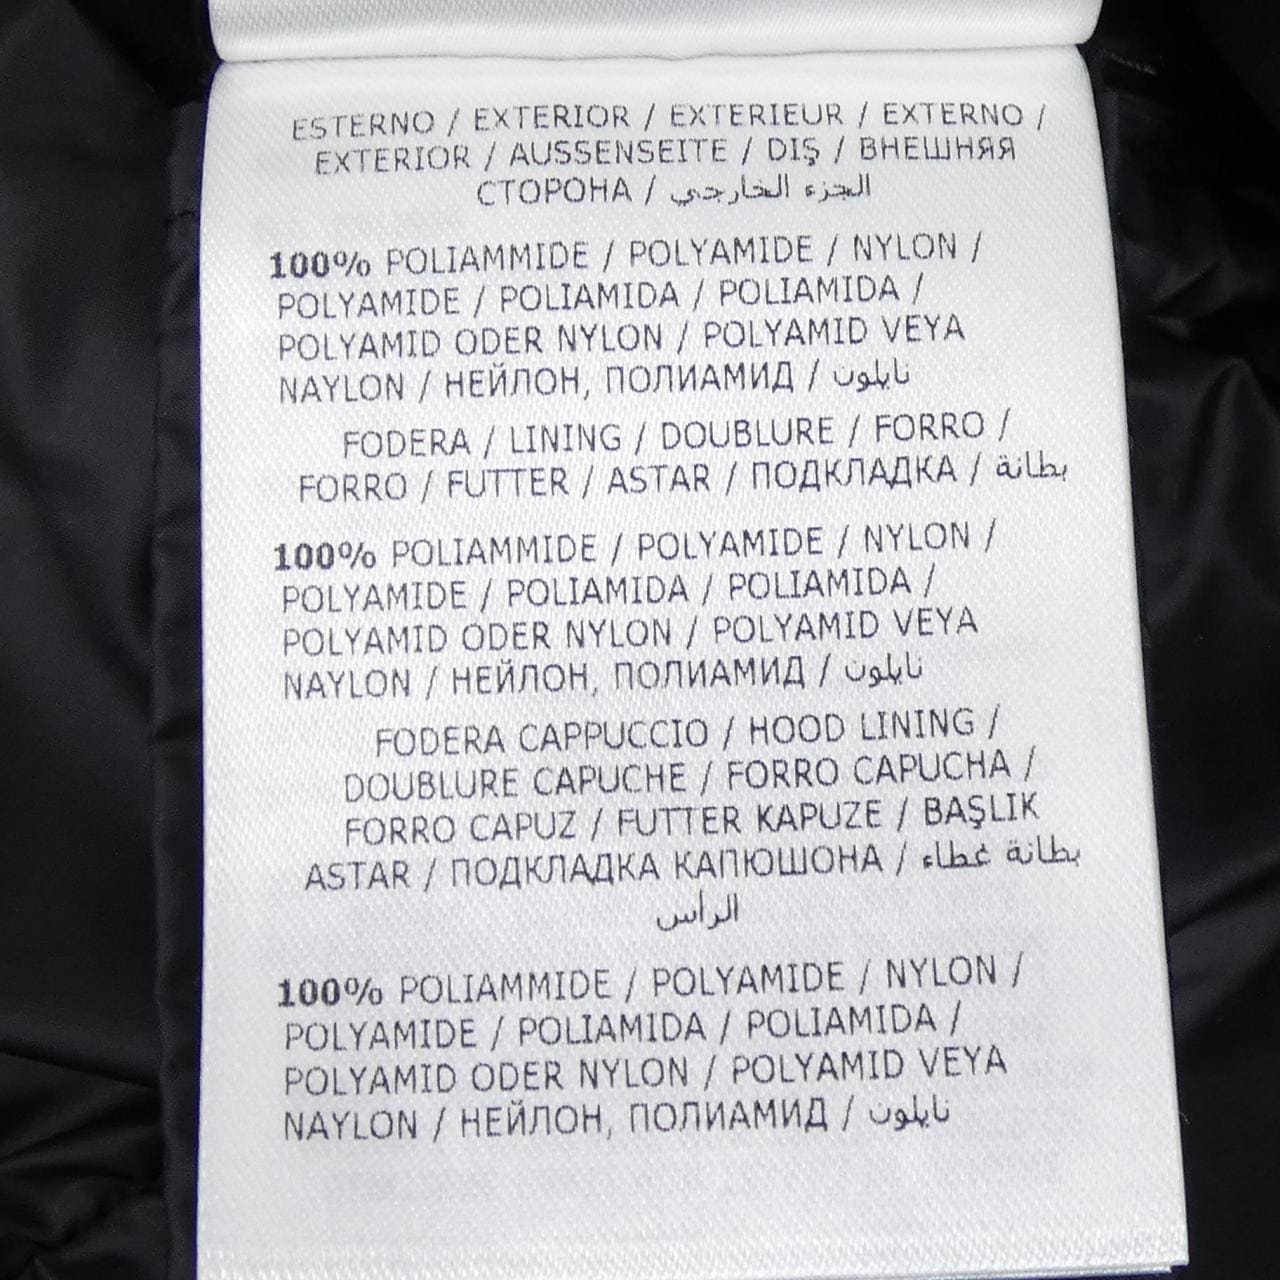 ESTERNO / EXTERIOR / EXTERIEUR / EXTERNO /
EXTERIOR / AUSSENSEITE / DIŞ / ВНЕШНЯЯ
СТОРОНА / الجزء الخارجي
100% POLIAMMIDE / POLYAMIDE / NYLON /
POLYAMIDE / POLIAMIDA / POLIAMIDA /
POLYAMID ODER NYLON / POLYAMID VEYA
NAYLON / НЕЙЛОН, ПОЛИАМИД / نايلون
FODERA / LINING / DOUBLURE / FORRO /
FORRO / FUTTER / ASTAR / ПОДКЛАДКА / بطانة
100% POLIAMMIDE / POLYAMIDE / NYLON /
POLYAMIDE / POLIAMIDA / POLIAMIDA /
POLYAMID ODER NYLON / POLYAMID VEYA
NAYLON / НЕЙЛОН, ПОЛИАМИД / نايلون
FODERA CAPPUCCIO / HOOD LINING /
DOUBLURE CAPUCHE / FORRO CAPUCHA /
FORRO CAPUZ / FUTTER KAPUZE / BAŞLIK
ASTAR / ПОДКЛАДКА КАПЮШОНА / بطانة غطاء
الرأس
100% POLIAMMIDE / POLYAMIDE / NYLON /
POLYAMIDE / POLIAMIDA / POLIAMIDA /
POLYAMID ODER NYLON / POLYAMID VEYA
NAYLON / НЕЙЛОН, ПОЛИАМИД / نايلون